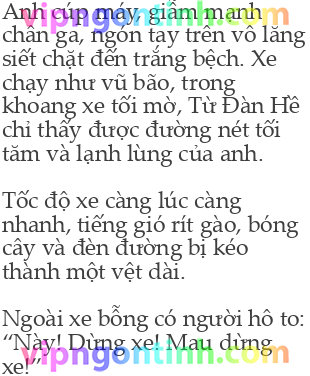 Anh cúp máy, giẫm mạnh
vipngontinh.com
chân ga, ngón tay trên vô lăng
siết chặt đến trắng bệch. Xe
chạy như vũ bão, trong
khoang xe tối mờ, Từ Đàn Hề
chỉ thấy được đường nét tối
tăm và lạnh lùng của anh.
Tốc độ xe càng lúc càng
nhanh, tiếng gió rít gào, bóng
cây và đèn đường bị kéo
thành một vệt dài.
Ngoài xe bỗng có người hô to:
“Này! Dừng xe! Mau dừng
vipngontinh.com
xe!”